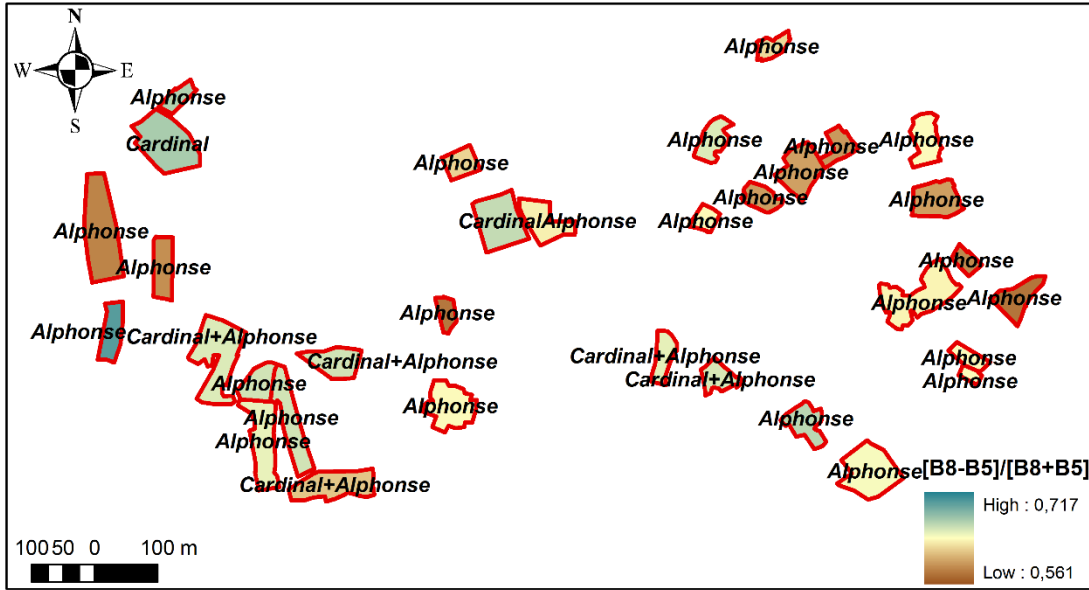 N
W E
S
Alphonse
Alphonse
Cardinal
Alphonse
Alphonse
Alphonse
Alphonse
Alphonse
Alphonse
Alphonse
Alphonse
Alphonse
Alphonse
CardinalAlphonse
Alphonse
Alphonse
Alphonse
Alphonse
Alphonse
Alphonse
Alphonse
Cardinal+Alphonse
Cardinal+Alphonse
Cardinal+Alphonse
Alphonse
Cardinal+Alphonse
Alphonse
Alphonse
Alphonse
Alphonse
Alphonse
Alphonse
Alphonse
Cardinal+Alphonse
[B8-B5]/[B8+B5]
High : 0,717
Low : 0,561
100 50 0 100 m